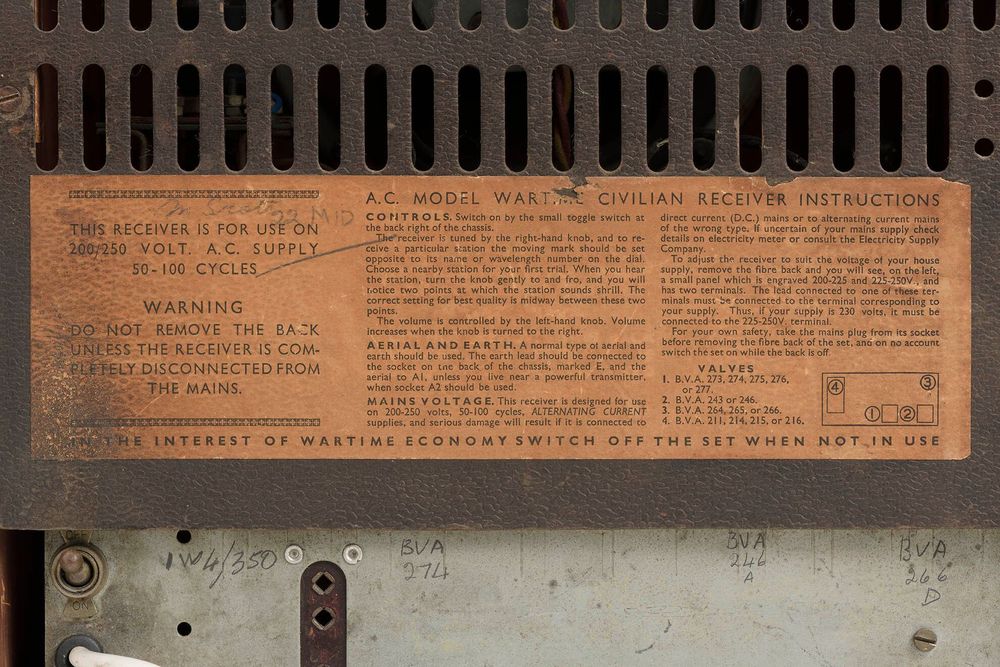 22 MID
THIS RECEIVER IS FOR USE ON
200/250 VOLT. A.C. SUPPLY
50-100 CYCLES
WARNING
DO NOT REMOVE THE BACK
UNLESS THE RECEIVER IS COM-
PLETELY DISCONNECTED FROM
THE MAINS.
A.C. MODEL WARTIME CIVILIAN RECEIVER INSTRUCTIONS
CONTROLS. Switch on by the small toggle switch at
the back right of the chassis.
The receiver is tuned by the right-hand knob, and to re-
ceive a particular station the moving mark should be set
opposite to its name or wavelength number on the dial.
Choose a nearby station for your first trial. When you hear
the station, turn the knob gently to and fro, and you will
notice two points at which the station sounds shrill. The
correct setting for best quality is midway between these two
points.
The volume is controlled by the left-hand knob. Volume
increases when the knob is turned to the right.
AERIAL AND EARTH. A normal type of aerial and
earth should be used. The earth lead should be connected to
the socket on the back of the chassis, marked E, and the
aerial to A1, unless you live near a powerful transmitter,
when socket A2 should be used.
MAINS VOLTAGE. This receiver is designed for use
on 200-250 volts, 50-100 cycles, ALTERNATING CURRENT
supplies, and serious damage will result if it is connected to
direct current (D.C.) mains or to alternating current mains
of the wrong type. If uncertain of your mains supply check
details on electricity meter or consult the Electricity Supply
Company.
To adjust the receiver to suit the voltage of your house
supply, remove the fibre back and you will see, on the left,
a small panel which is engraved 200-225 and 225-250V., and
has two terminals. The lead connected to one of these ter-
minals must be connected to the terminal corresponding to
your supply. Thus, if your supply is 230 volts, it must be
connected to the 225-250V. terminal.
For your own safety, take the mains plug from its socket
before removing the fibre back of the set, and on no account
switch the set on while the back is off.
VALVES
1. B.V.A. 273, 274, 275, 276,
or 277.
2. B.V.A. 243 or 246.
3. B.V.A. 264, 265, or 266.
4. B.V.A. 211, 214, 215, or 216.
4 3
1 2
IN THE INTEREST OF WARTIME ECONOMY SWITCH OFF THE SET WHEN NOT IN USE
ON
1W4/350
BVA
274
BVA
246
A
BVA
266
D